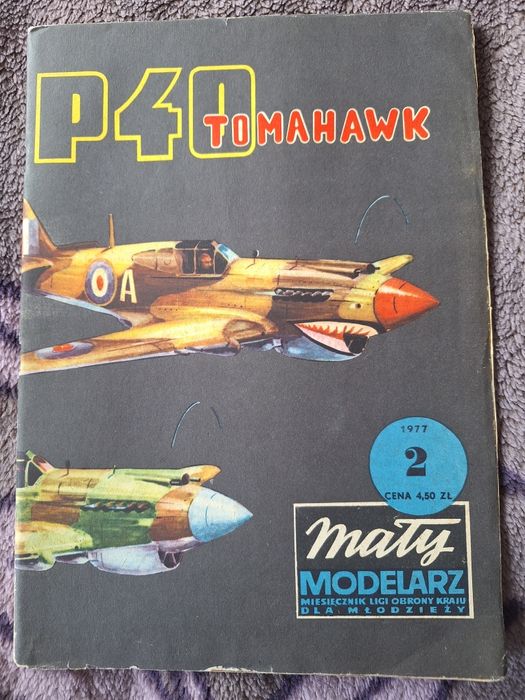 P40
TOMAHAWK
A
1977
2
CENA 4,50 ZŁ
mały
MODELARZ
MIESIĘCZNIK LIGI OBRONY KRAJU
DLA MŁODZIEŻY